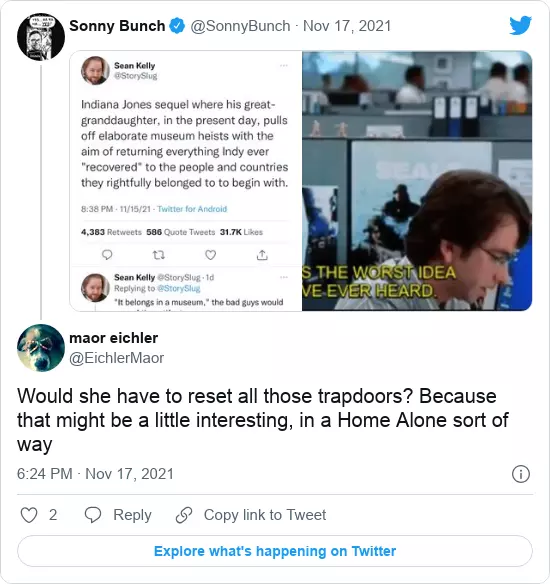 Sonny Bunch @SonnyBunch · Nov 17, 2021
Sean Kelly
@StorySlug
Indiana Jones sequel where his great-
granddaughter, in the present day, pulls
off elaborate museum heists with the
aim of returning everything Indy ever
"recovered" to the people and countries
they rightfully belonged to to begin with.
8:38 PM · 11/15/21 · Twitter for Android
4,383 Retweets 586 Quote Tweets 31.7K Likes
Sean Kelly @StorySlug · 1d
Replying to @StorySlug
"It belongs in a museum," the bad guys would
S THE WORST IDEA
VE EVER HEARD.
maor eichler
@EichlerMaor
Would she have to reset all those trapdoors? Because
that might be a little interesting, in a Home Alone sort of
way
6:24 PM · Nov 17, 2021
2 Reply Copy link to Tweet
Explore what's happening on Twitter